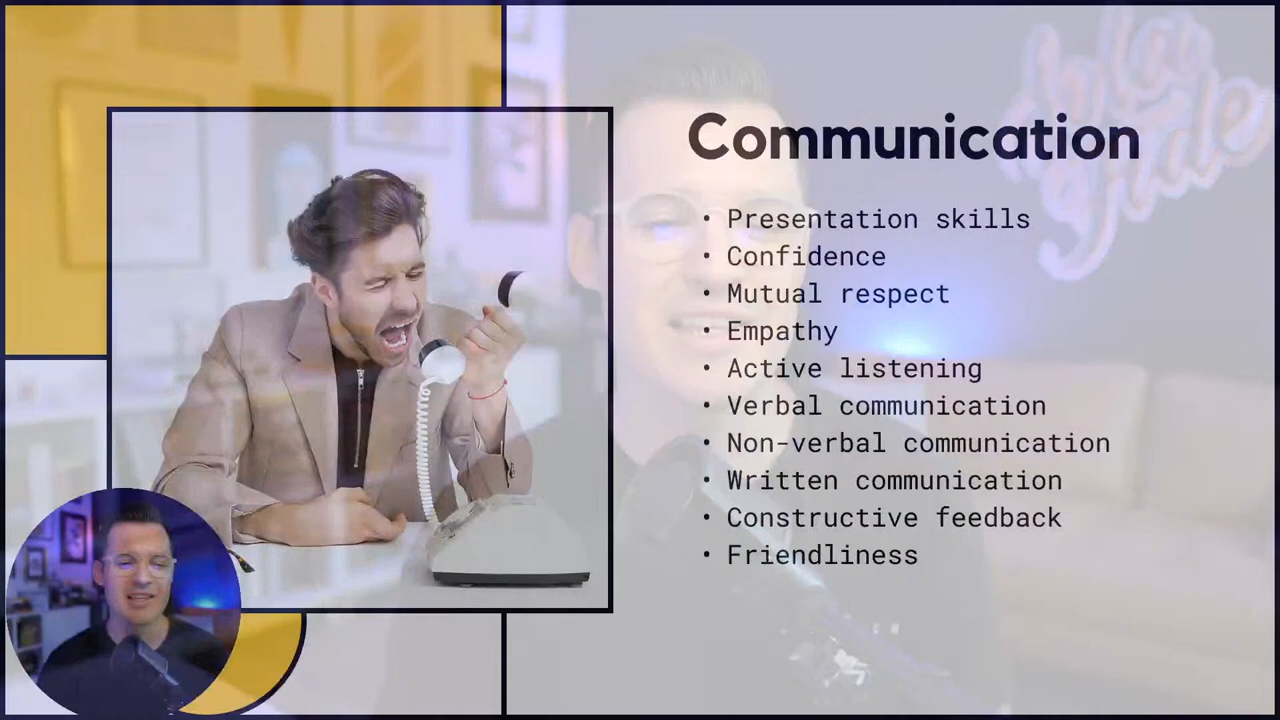 Communication
• Presentation skills
• Confidence
• Mutual respect
• Empathy
• Active listening
• Verbal communication
• Non-verbal communication
• Written communication
• Constructive feedback
• Friendliness